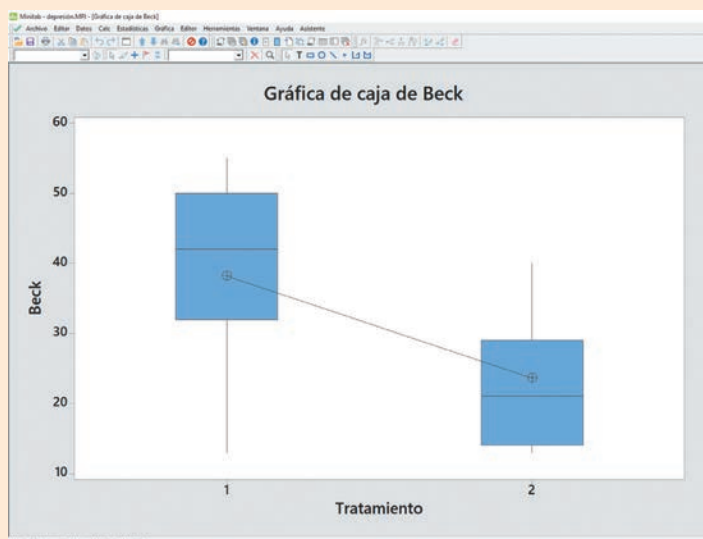 Minitab - depresión.MPJ - [Gráfica de caja de Beck]
Archivo Editar Datos Calc Estadísticas Gráfica Editor Herramientas Ventana Ayuda Asistente
Gráfica de caja de Beck
60
50
40
30
20
10
Beck
1 2
Tratamiento